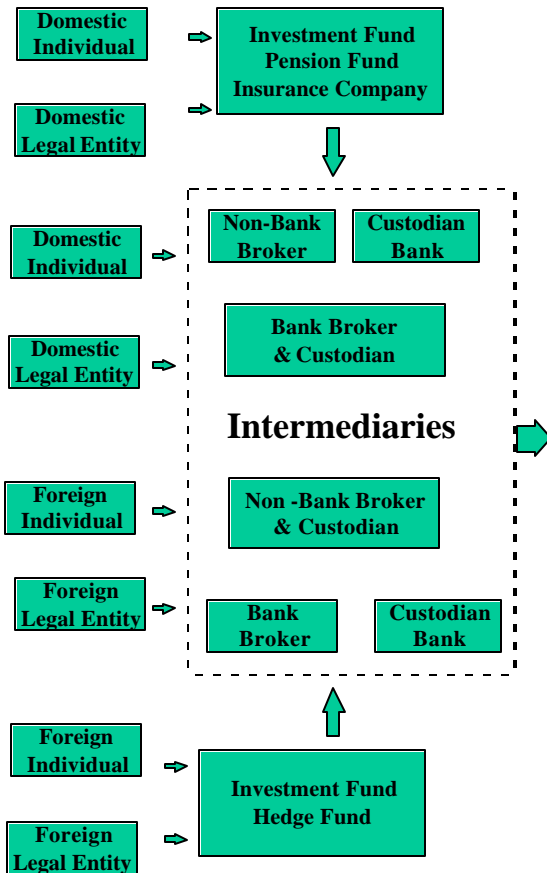 Domestic
Individual
Investment Fund
Pension Fund
Insurance Company
Domestic
Legal Entity
Non-Bank
Broker
Custodian
Bank
Domestic
Individual
Bank Broker
& Custodian
Domestic
Legal Entity
Intermediaries
Foreign
Individual
Non -Bank Broker
& Custodian
Foreign
Legal Entity
Bank
Broker
Custodian
Bank
Foreign
Individual
Investment Fund
Hedge Fund
Foreign
Legal Entity